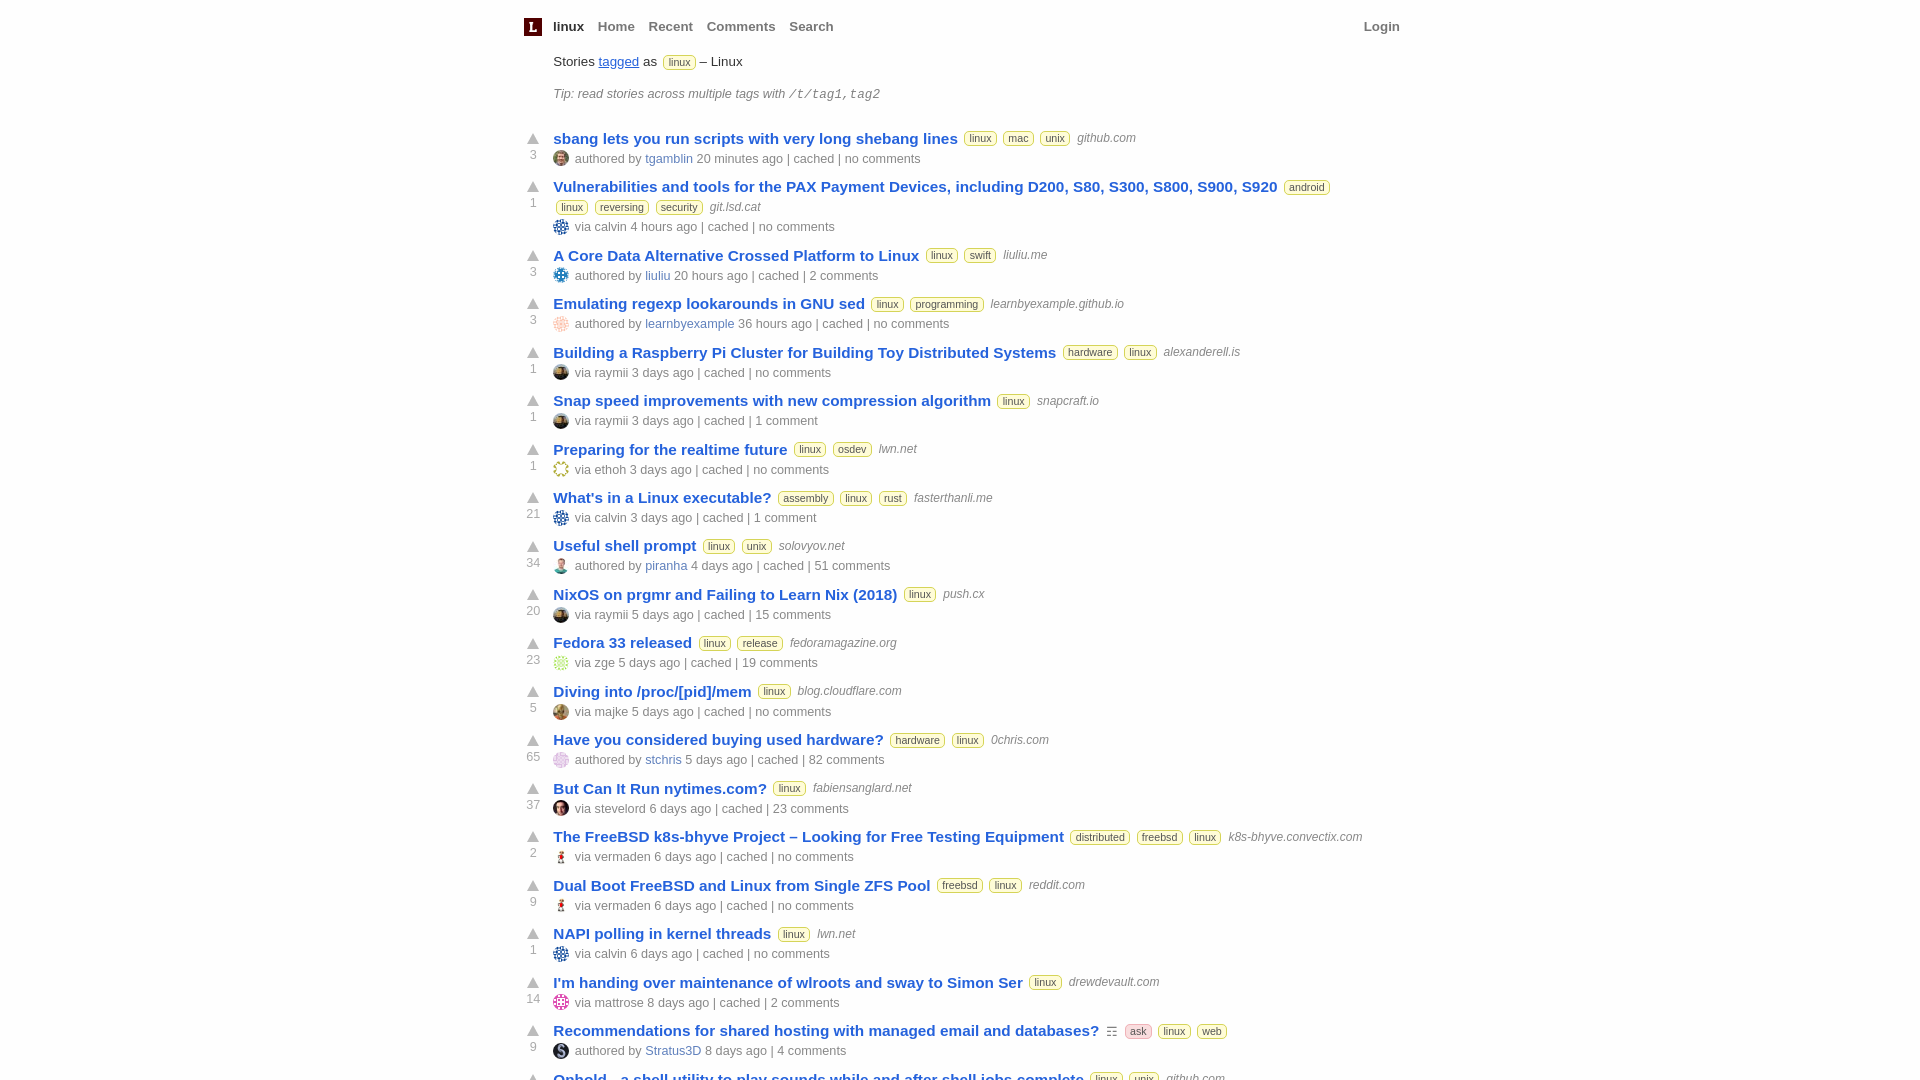 L linux Home Recent Comments Search Login
Stories tagged as linux – Linux
Tip: read stories across multiple tags with /t/tag1,tag2
sbang lets you run scripts with very long shebang lines linux mac unix github.com
3 authored by tgamblin 20 minutes ago | cached | no comments
Vulnerabilities and tools for the PAX Payment Devices, including D200, S80, S300, S800, S900, S920 android
1 linux reversing security git.lsd.cat
via calvin 4 hours ago | cached | no comments
A Core Data Alternative Crossed Platform to Linux linux swift liuliu.me
3 authored by liuliu 20 hours ago | cached | 2 comments
Emulating regexp lookarounds in GNU sed linux programming learnbyexample.github.io
3 authored by learnbyexample 36 hours ago | cached | no comments
Building a Raspberry Pi Cluster for Building Toy Distributed Systems hardware linux alexanderell.is
1 via raymii 3 days ago | cached | no comments
Snap speed improvements with new compression algorithm linux snapcraft.io
1 via raymii 3 days ago | cached | 1 comment
Preparing for the realtime future linux osdev lwn.net
1 via ethoh 3 days ago | cached | no comments
What's in a Linux executable? assembly linux rust fasterthanli.me
21 via calvin 3 days ago | cached | 1 comment
Useful shell prompt linux unix solovyov.net
34 authored by piranha 4 days ago | cached | 51 comments
NixOS on prgmr and Failing to Learn Nix (2018) linux push.cx
20 via raymii 5 days ago | cached | 15 comments
Fedora 33 released linux release fedoramagazine.org
23 via zge 5 days ago | cached | 19 comments
Diving into /proc/[pid]/mem linux blog.cloudflare.com
5 via majke 5 days ago | cached | no comments
Have you considered buying used hardware? hardware linux 0chris.com
65 authored by stchris 5 days ago | cached | 82 comments
But Can It Run nytimes.com? linux fabiensanglard.net
37 via stevelord 6 days ago | cached | 23 comments
The FreeBSD k8s-bhyve Project – Looking for Free Testing Equipment distributed freebsd linux k8s-bhyve.convectix.com
2 via vermaden 6 days ago | cached | no comments
Dual Boot FreeBSD and Linux from Single ZFS Pool freebsd linux reddit.com
9 via vermaden 6 days ago | cached | no comments
NAPI polling in kernel threads linux lwn.net
1 via calvin 6 days ago | cached | no comments
I'm handing over maintenance of wlroots and sway to Simon Ser linux drewdevault.com
14 via mattrose 8 days ago | cached | 2 comments
Recommendations for shared hosting with managed email and databases? ☶ ask linux web
9 authored by Stratus3D 8 days ago | 4 comments
Onhold - a shell utility to play sounds while and after shell jobs complete linux unix github.com